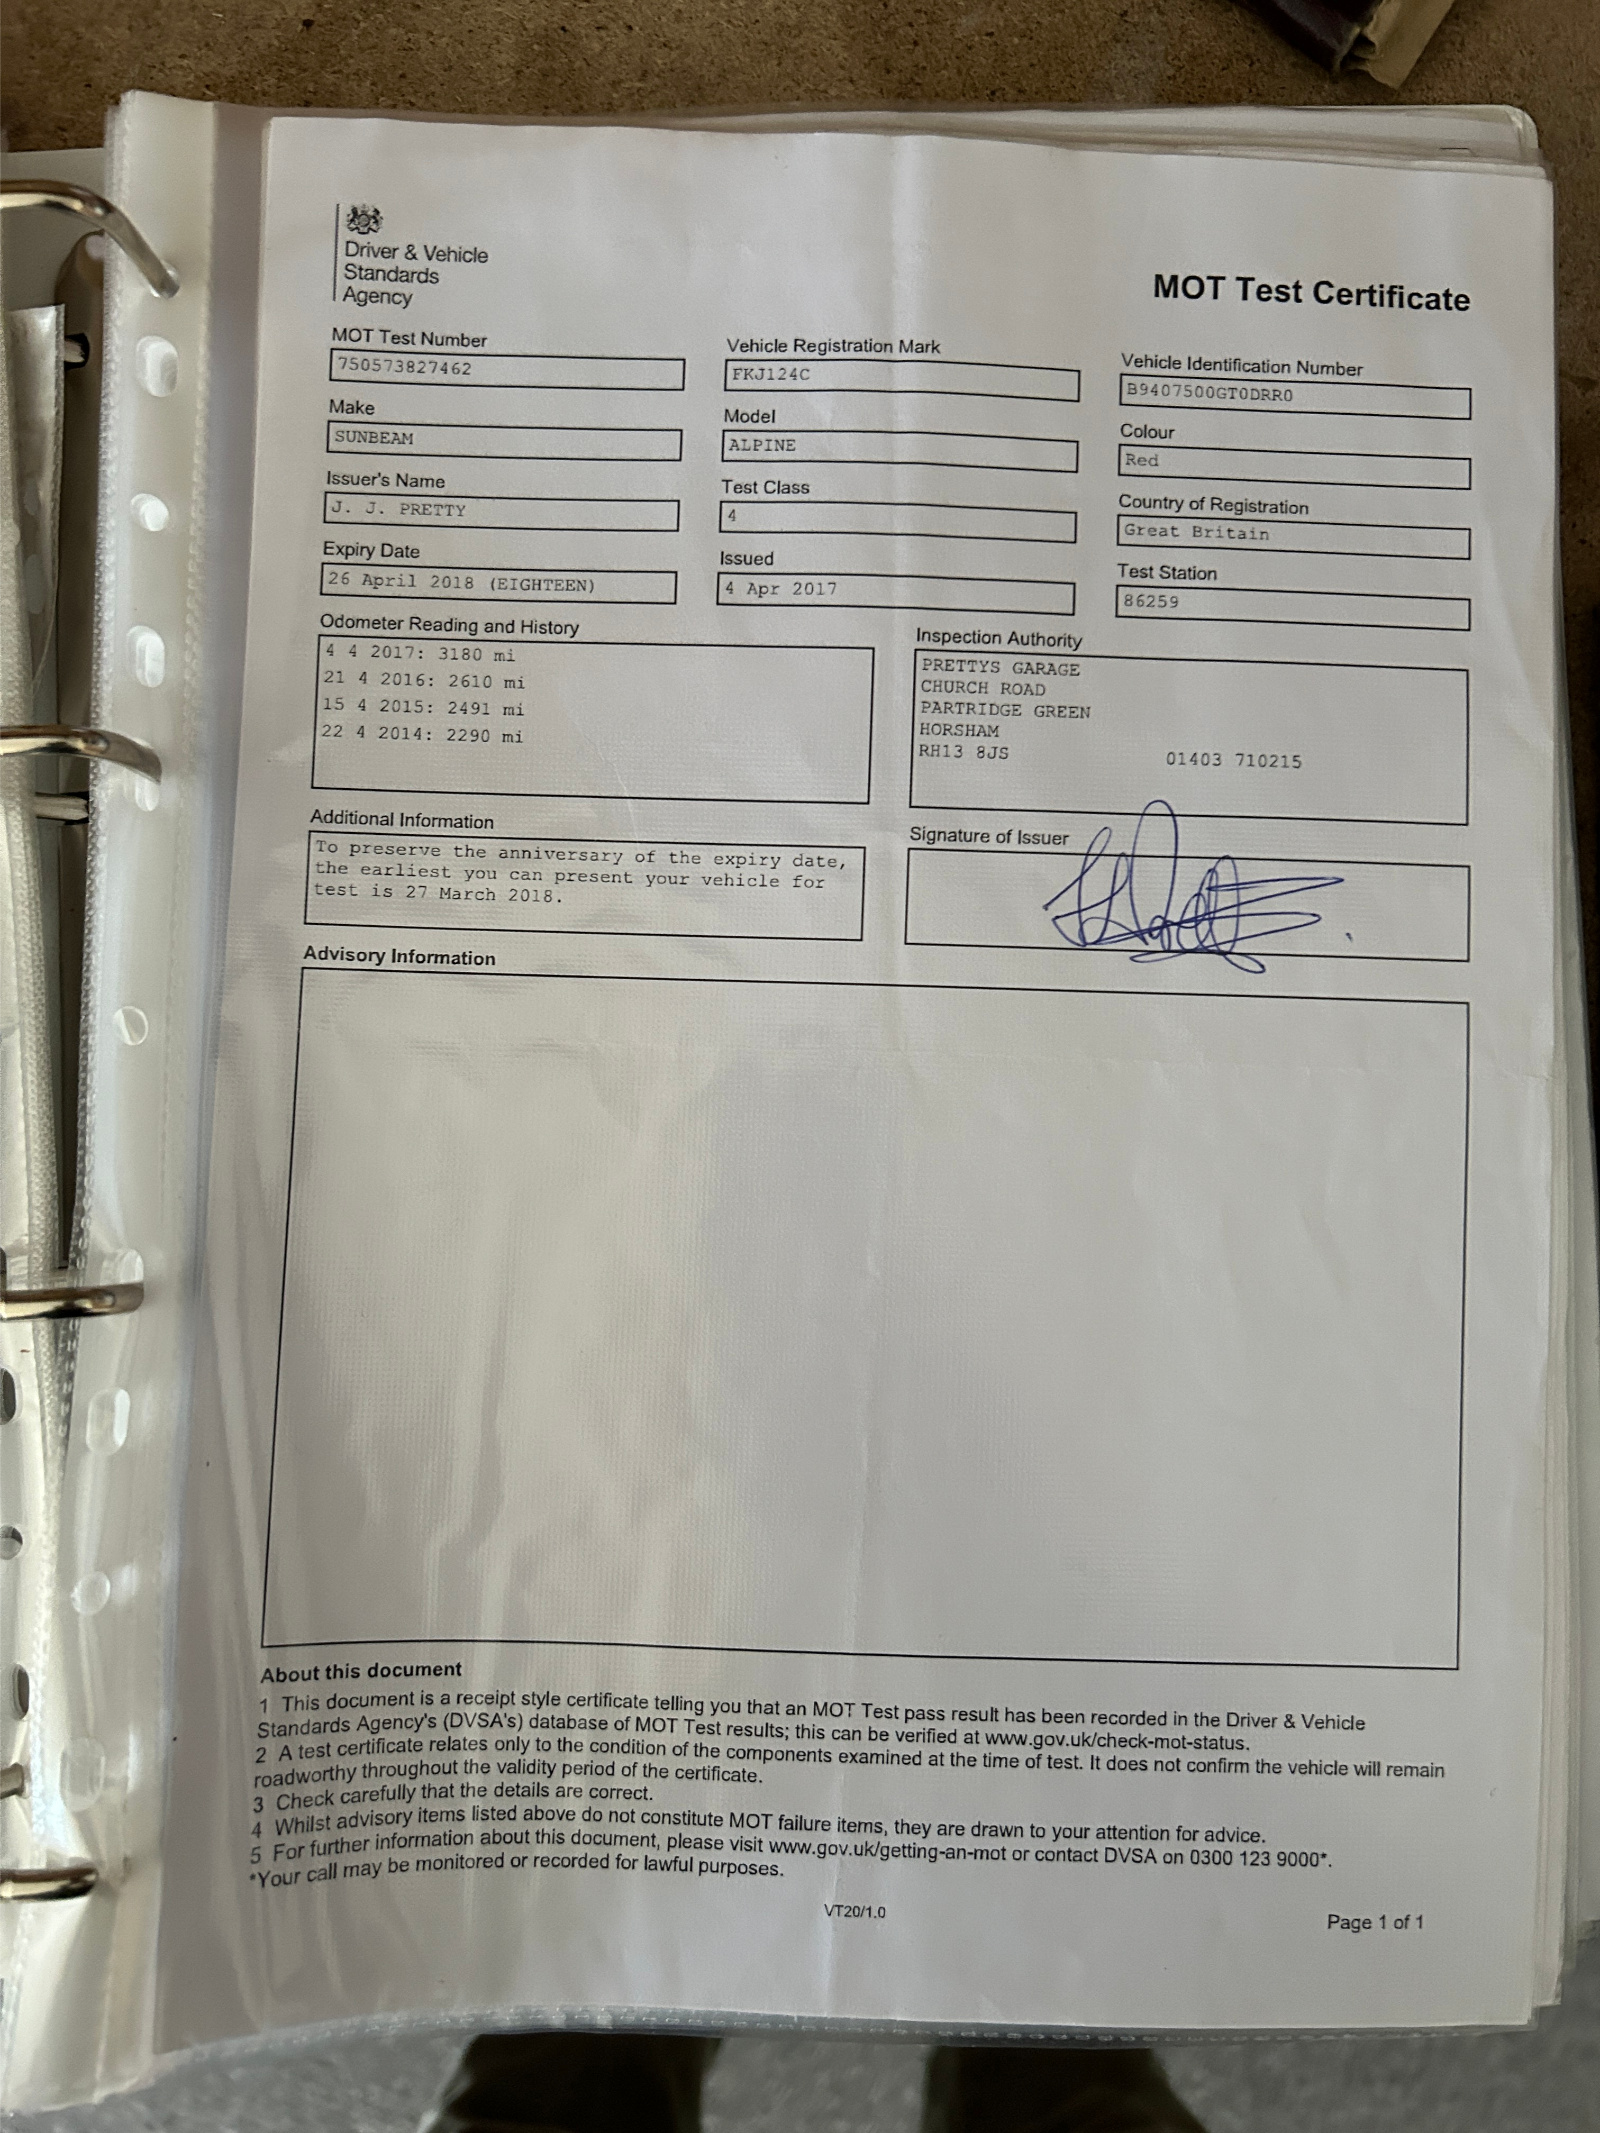 Driver & Vehicle
Standards
Agency
MOT Test Certificate
MOT Test Number
750573827462
Vehicle Registration Mark
FKJ124C
Vehicle Identification Number
B9407500GT0DRR0
Make
SUNBEAM
Model
ALPINE
Colour
Red
Issuer's Name
J. J. PRETTY
Test Class
4
Country of Registration
Great Britain
Expiry Date
26 April 2018 (EIGHTEEN)
Issued
4 Apr 2017
Test Station
86259
Odometer Reading and History
4 4 2017: 3180 mi
21 4 2016: 2610 mi
15 4 2015: 2491 mi
22 4 2014: 2290 mi
Inspection Authority
PRETTYS GARAGE
CHURCH ROAD
PARTRIDGE GREEN
HORSHAM
RH13 8JS 01403 710215
Additional Information
To preserve the anniversary of the expiry date,
the earliest you can present your vehicle for
test is 27 March 2018.
Signature of Issuer
Advisory Information
About this document
1 This document is a receipt style certificate telling you that an MOT Test pass result has been recorded in the Driver & Vehicle
Standards Agency's (DVSA's) database of MOT Test results; this can be verified at www.gov.uk/check-mot-status.
2 A test certificate relates only to the condition of the components examined at the time of test. It does not confirm the vehicle will remain
roadworthy throughout the validity period of the certificate.
3 Check carefully that the details are correct.
4 Whilst advisory items listed above do not constitute MOT failure items, they are drawn to your attention for advice.
5 For further information about this document, please visit www.gov.uk/getting-an-mot or contact DVSA on 0300 123 9000*.
*Your call may be monitored or recorded for lawful purposes.
VT20/1.0
Page 1 of 1